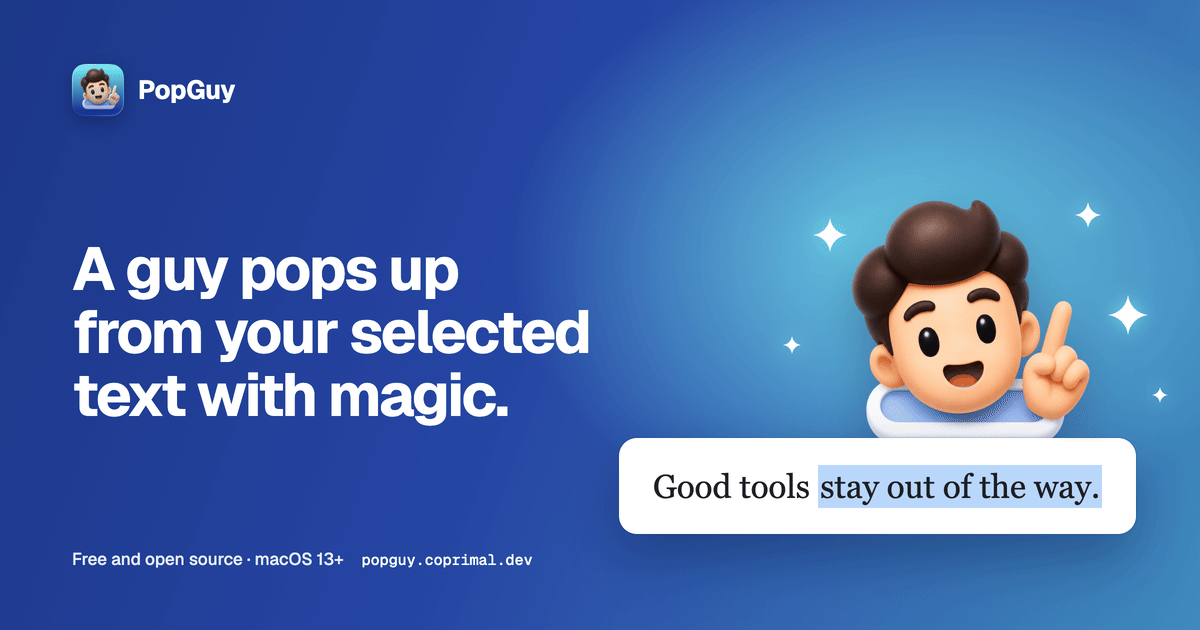 PopGuy
A guy pops up
from your selected
text with magic.
Good tools stay out of the way.
Free and open source · macOS 13+ popguy.coprimal.dev